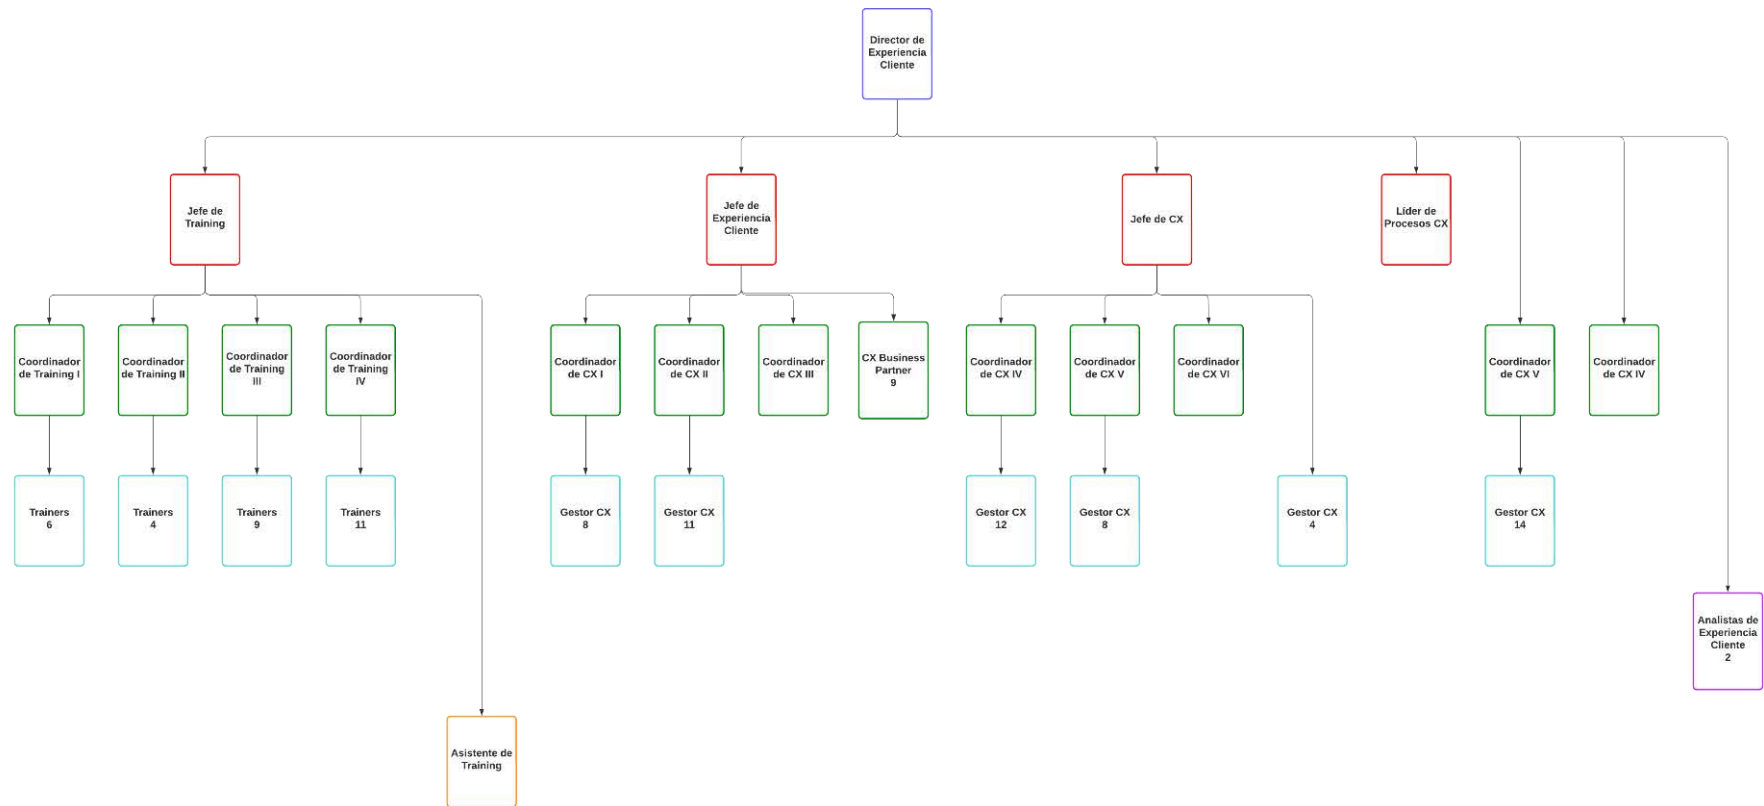 Director de
Experiencia
Cliente
Jefe de
Training
Jefe de
Experiencia
Cliente
Jefe de CX
Líder de
Procesos CX
Coordinador
de Training I
Coordinador
de Training II
Coordinador
de Training
III
Coordinador
de Training
IV
Coordinador
de CX I
Coordinador
de CX II
Coordinador
de CX III
CX Business
Partner
9
Coordinador
de CX IV
Coordinador
de CX V
Coordinador
de CX VI
Coordinador
de CX V
Coordinador
de CX IV
Trainers
6
Trainers
4
Trainers
9
Trainers
11
Gestor CX
8
Gestor CX
11
Gestor CX
12
Gestor CX
8
Gestor CX
4
Gestor CX
14
Analistas de
Experiencia
Cliente
2
Asistente de
Training